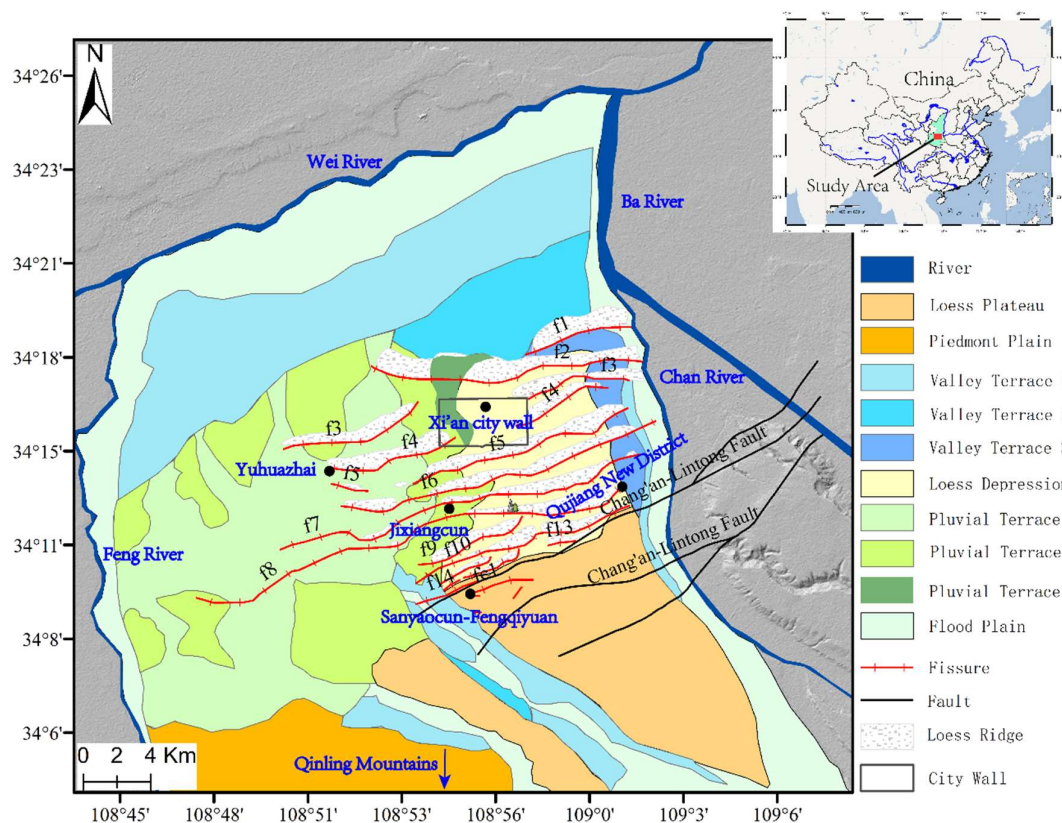 N
34°26'
34°23'
34°21'
34°18'
34°15'
34°11'
34°8'
34°6'
108°45'
108°48'
108°51'
108°53'
108°56'
109°0'
109°3'
109°6'
Wei River
Ba River
Chan River
Feng River
f1
f2
f3
f4
Xi'an city wall
f3
f4
f5
f5
f6
Yuhuazhai
Qujiang New District
Chang'an-Lintong Fault
Chang'an-Lintong Fault
Jixiangcun
f7
f8
f9
f10
f13
f14
fc1
Sanyaocun-Fengqiyuan
Qinling Mountains
0 2 4 Km
China
Study Area
River
Loess Plateau
Piedmont Plain
Valley Terrace
Valley Terrace
Valley Terrace
Loess Depression
Pluvial Terrace
Pluvial Terrace
Pluvial Terrace
Flood Plain
Fissure
Fault
Loess Ridge
City Wall